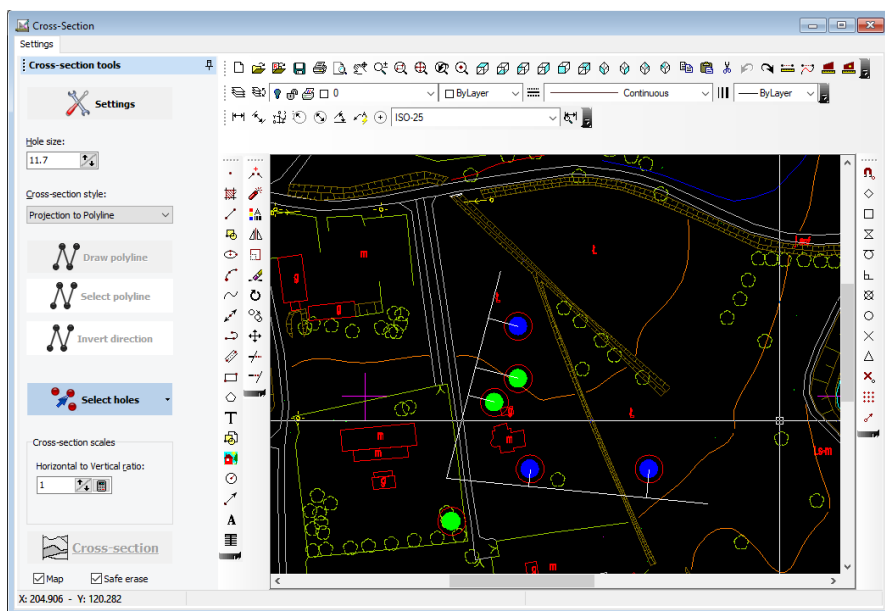 Cross-Section
Settings
Cross-section tools
Settings
Hole size:
11.7
Cross-section style:
Projection to Polyline
Draw polyline
Select polyline
Invert direction
Select holes
Cross-section scales
Horizontal to Vertical ratio:
1
Cross-section
Map
Safe erase
X: 204.906 - Y: 120.282
0
ByLayer
Continuous
ByLayer
ISO-25
T
A
m
g
g
Ł
Ł
Ł
m
m
m
g
g
m